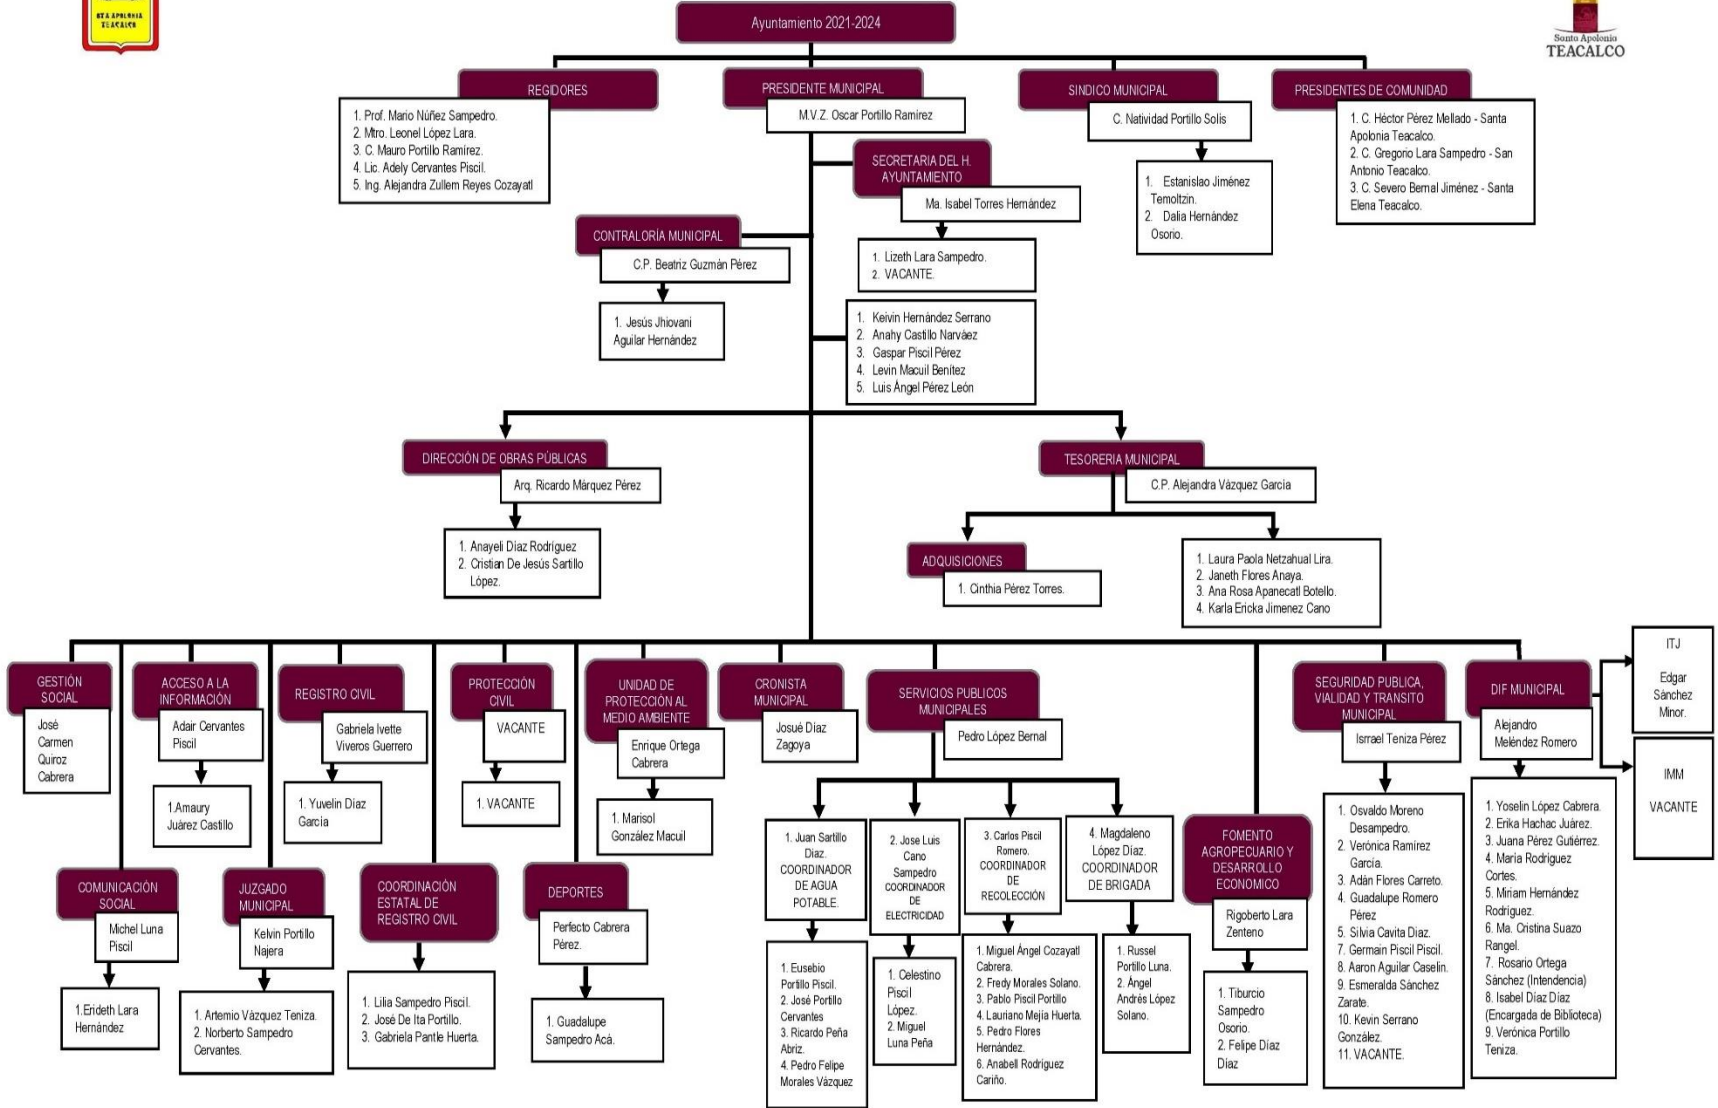 STA APOLONIA
TEACALCO
Ayuntamiento 2021-2024
Santa Apolonia
TEACALCO
REGIDORES
1. Prof. Mario Núñez Sampedro.
2. Mtro. Leonel López Lara.
3. C. Mauro Portillo Ramírez.
4. Lic. Adely Cervantes Piscil.
5. Ing. Alejandra Zullem Reyes Cozayatl
PRESIDENTE MUNICIPAL
M.V.Z. Oscar Portillo Ramírez
SINDICO MUNICIPAL
C. Natividad Portillo Solis
1. Estanislao Jiménez
Temoltzin.
2. Dalia Hernández
Osorio.
PRESIDENTES DE COMUNIDAD
1. C. Héctor Pérez Mellado - Santa
Apolonia Teacalco.
2. C. Gregorio Lara Sampedro - San
Antonio Teacalco.
3. C. Severo Bernal Jiménez - Santa
Elena Teacalco.
SECRETARIA DEL H.
AYUNTAMIENTO
Ma. Isabel Torres Hernández
1. Lizeth Lara Sampedro.
2. VACANTE.
CONTRALORÍA MUNICIPAL
C.P. Beatriz Guzmán Pérez
1. Jesús Jhiovani
Aguilar Hernández
1. Keivin Hernández Serrano
2. Anahy Castillo Narváez
3. Gaspar Piscil Pérez
4. Levin Macuil Benítez
5. Luis Ángel Pérez León
DIRECCIÓN DE OBRAS PÚBLICAS
Arq. Ricardo Márquez Pérez
1. Anayeli Díaz Rodríguez
2. Cristian De Jesús Sartillo
López.
TESORERIA MUNICIPAL
C.P. Alejandra Vázquez García
ADQUISICIONES
1. Cinthia Pérez Torres.
1. Laura Paola Netzahual Lira.
2. Janeth Flores Anaya.
3. Ana Rosa Apanecatl Botello.
4. Karla Ericka Jimenez Cano
GESTIÓN
SOCIAL
José
Carmen
Quiroz
Cabrera
COMUNICACIÓN
SOCIAL
Michel Luna
Piscil
1.Erideth Lara
Hernández
ACCESO A LA
INFORMACIÓN
Adair Cervantes
Piscil
1.Amaury
Juárez Castillo
JUZGADO
MUNICIPAL
Kelvin Portillo
Najera
1. Artemio Vázquez Teniza.
2. Norberto Sampedro
Cervantes.
REGISTRO CIVIL
Gabriela Ivette
Viveros Guerrero
1. Yuvelin Díaz
García
COORDINACIÓN
ESTATAL DE
REGISTRO CIVIL
1. Lilia Sampedro Piscil.
2. José De Ita Portillo.
3. Gabriela Pantle Huerta.
PROTECCIÓN
CIVIL
VACANTE
1. VACANTE
DEPORTES
Perfecto Cabrera
Pérez.
1. Guadalupe
Sampedro Acá.
UNIDAD DE
PROTECCIÓN AL
MEDIO AMBIENTE
Enrique Ortega
Cabrera
1. Marisol
González Macuil
CRONISTA
MUNICIPAL
Josué Díaz
Zagoya
SERVICIOS PUBLICOS
MUNICIPALES
Pedro López Bernal
1. Juan Sartillo
Díaz.
COORDINADOR
DE AGUA
POTABLE.
1. Eusebio
Portillo Piscil.
2. José Portillo
Cervantes
3. Ricardo Peña
Abriz.
4. Pedro Felipe
Morales Vázquez
2. Jose Luis
Cano
Sampedro
COORDINADOR
DE
ELECTRICIDAD
1. Celestino
Piscil
López.
2. Miguel
Luna Peña
3. Carlos Piscil
Romero.
COORDINADOR
DE
RECOLECCIÓN
1. Miguel Ángel Cozayatl
Cabrera.
2. Fredy Morales Solano.
3. Pablo Piscil Portillo
4. Lauriano Mejía Huerta.
5. Pedro Flores
Hernández.
6. Anabell Rodríguez
Cariño.
4. Magdaleno
López Díaz.
COORDINADOR
DE BRIGADA
1. Russel
Portillo Luna.
2. Ángel
Andrés López
Solano.
FOMENTO
AGROPECUARIO Y
DESARROLLO
ECONOMICO
Rigoberto Lara
Zenteno
1. Tiburcio
Sampedro
Osorio.
2. Felipe Díaz
Díaz
SEGURIDAD PUBLICA,
VIALIDAD Y TRANSITO
MUNICIPAL
Isrrael Teniza Pérez
1. Osvaldo Moreno
Desampedro.
2. Verónica Ramírez
García.
3. Adán Flores Carreto.
4. Guadalupe Romero
Pérez
5. Silvia Cavita Diaz.
7. Germain Piscil Piscil.
8. Aaron Aguilar Caselin.
9. Esmeralda Sánchez
Zarate.
10. Kevin Serrano
González.
11. VACANTE.
DIF MUNICIPAL
Alejandro
Meléndez Romero
1. Yoselin López Cabrera.
2. Erika Hachac Juárez.
3. Juana Pérez Gutiérrez.
4. María Rodríguez
Cortes.
5. Miriam Hernández
Rodríguez.
6. Ma. Cristina Suazo
Rangel.
7. Rosario Ortega
Sánchez (Intendencia)
8. Isabel Díaz Díaz
(Encargada de Biblioteca)
9. Verónica Portillo
Teniza.
ITJ
Edgar
Sánchez
Minor.
IMM
VACANTE